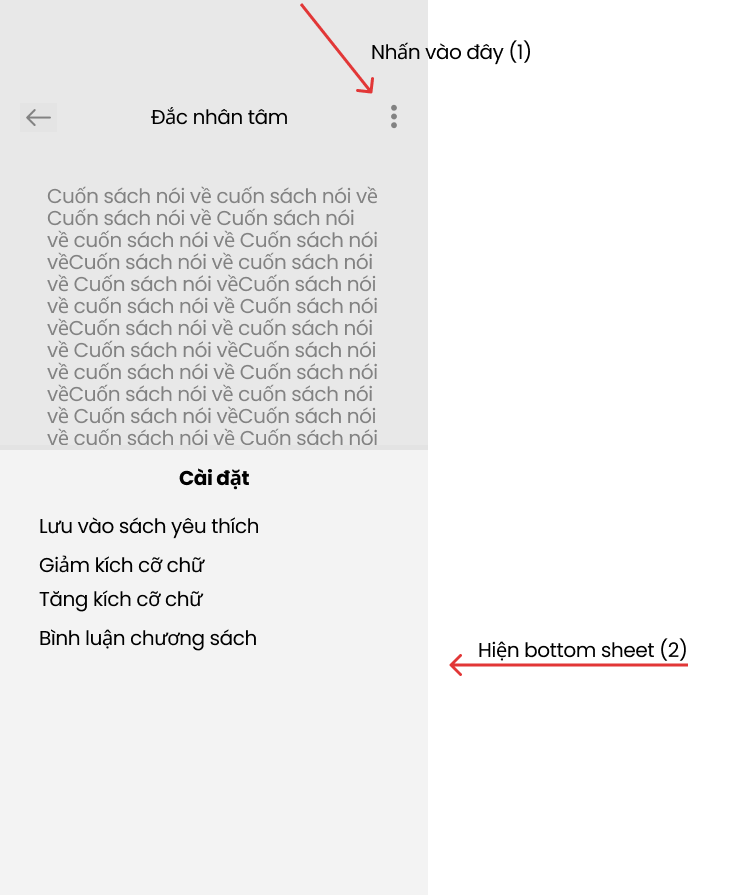 Nhấn vào đây (1)
Đắc nhân tâm
Cuốn sách nói về cuốn sách nói về
Cuốn sách nói về Cuốn sách nói
về cuốn sách nói về Cuốn sách nói
vềCuốn sách nói về cuốn sách nói
về Cuốn sách nói vềCuốn sách nói
về cuốn sách nói về Cuốn sách nói
vềCuốn sách nói về cuốn sách nói
về Cuốn sách nói vềCuốn sách nói
về cuốn sách nói về Cuốn sách nói
vềCuốn sách nói về cuốn sách nói
về Cuốn sách nói vềCuốn sách nói
về cuốn sách nói về Cuốn sách nói
Cài đặt
Lưu vào sách yêu thích
Giảm kích cỡ chữ
Tăng kích cỡ chữ
Bình luận chương sách
Hiện bottom sheet (2)